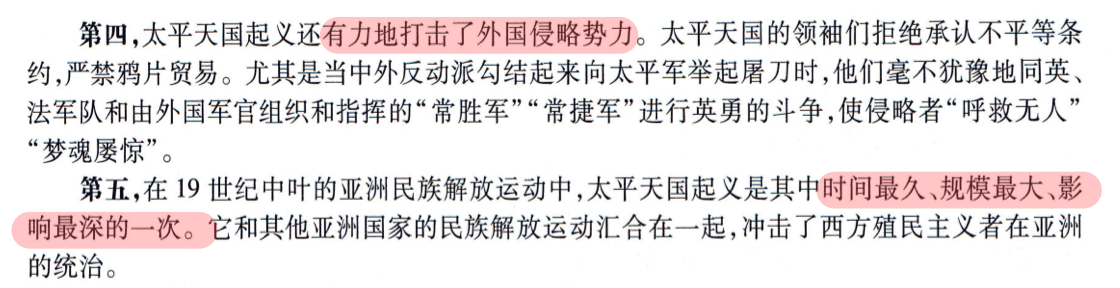 第四，太平天国起义还有力地打击了外国侵略势力。太平天国的领袖们拒绝承认不平等条
约，严禁鸦片贸易。尤其是当中外反动派勾结起来向太平军举起屠刀时，他们毫不犹豫地同英、
法军队和由外国军官组织和指挥的“常胜军”“常捷军”进行英勇的斗争，使侵略者“呼救无人”
“梦魂屡惊”。
第五，在 19 世纪中叶的亚洲民族解放运动中，太平天国起义是其中时间最久、规模最大、影
响最深的一次。它和其他亚洲国家的民族解放运动汇合在一起，冲击了西方殖民主义者在亚洲
的统治。